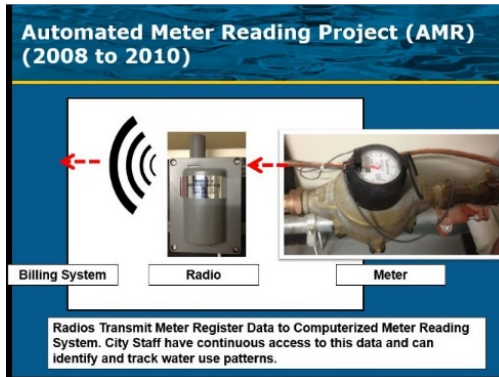 Automated Meter Reading Project (AMR)
(2008 to 2010)
Billing System
Radio
Meter
Radios Transmit Meter Register Data to Computerized Meter Reading
System. City Staff have continuous access to this data and can
identify and track water use patterns.